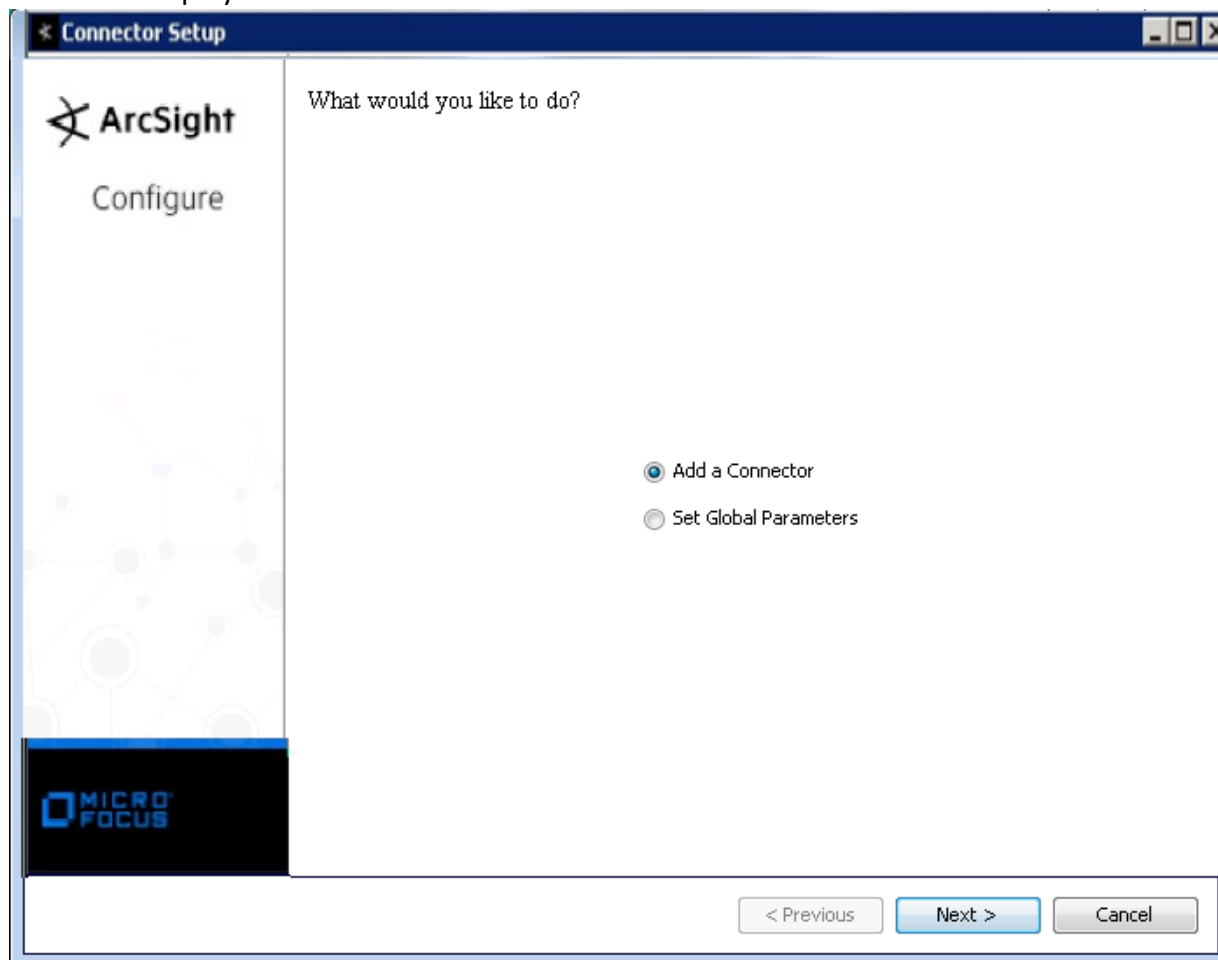 Connector Setup
ArcSight
Configure
What would you like to do?
Add a Connector
Set Global Parameters
MICRO
FOCUS
< Previous
Next >
Cancel